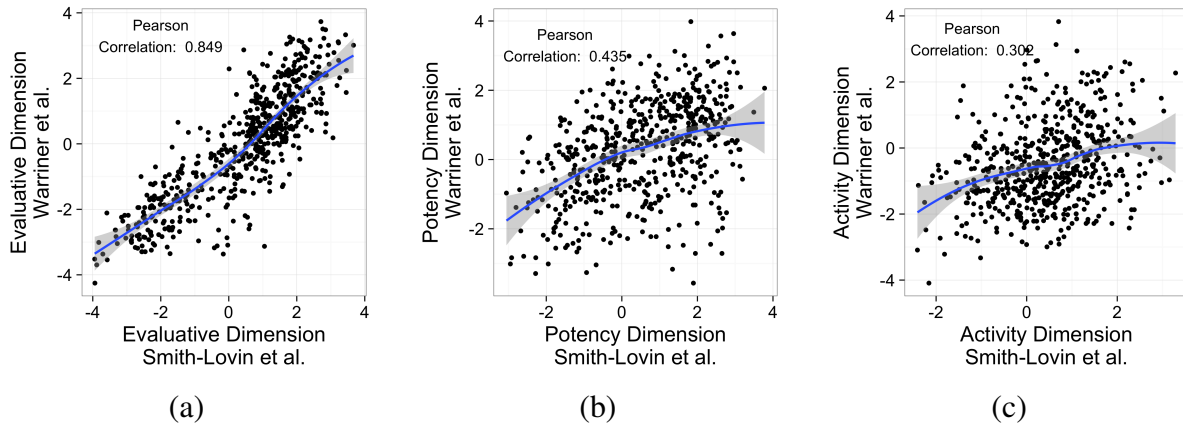 Pearson
Correlation: 0.849
4
2
0
-2
-4
Evaluative Dimension
Warriner et al.
-4
-2
0
2
4
Evaluative Dimension
Smith-Lovin et al.
(a)
Pearson
Correlation: 0.435
4
2
0
-2
Potency Dimension
Warriner et al.
-2
0
2
4
Potency Dimension
Smith-Lovin et al.
(b)
Pearson
Correlation: 0.302
4
2
0
-2
-4
Activity Dimension
Warriner et al.
-2
0
2
Activity Dimension
Smith-Lovin et al.
(c)